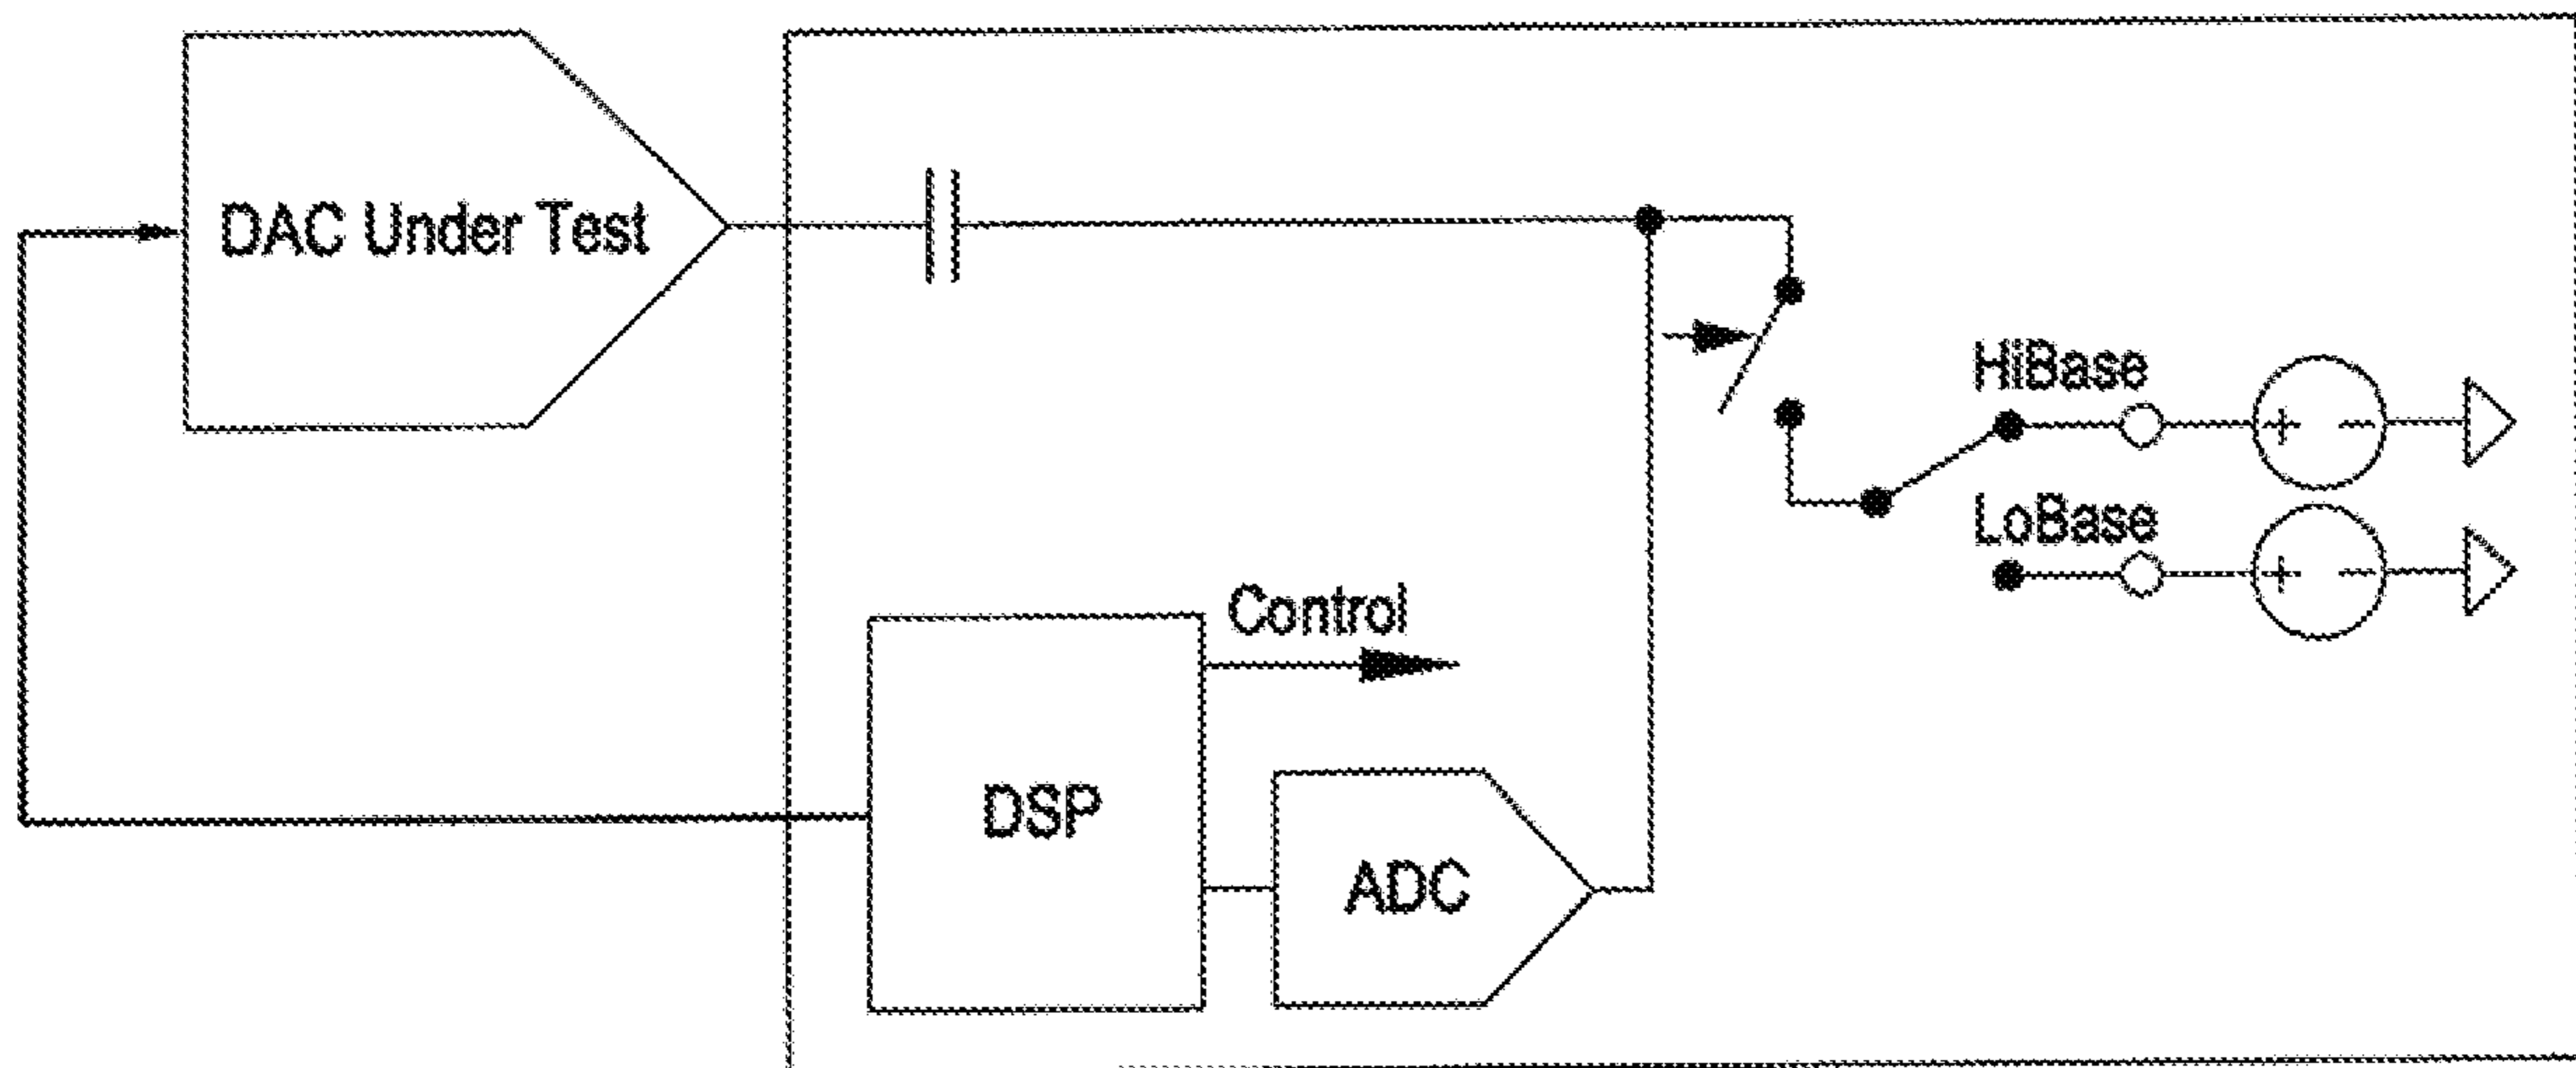 DAC Under Test
HiBase
+ −
LoBase
+ −
Control
DSP
ADC